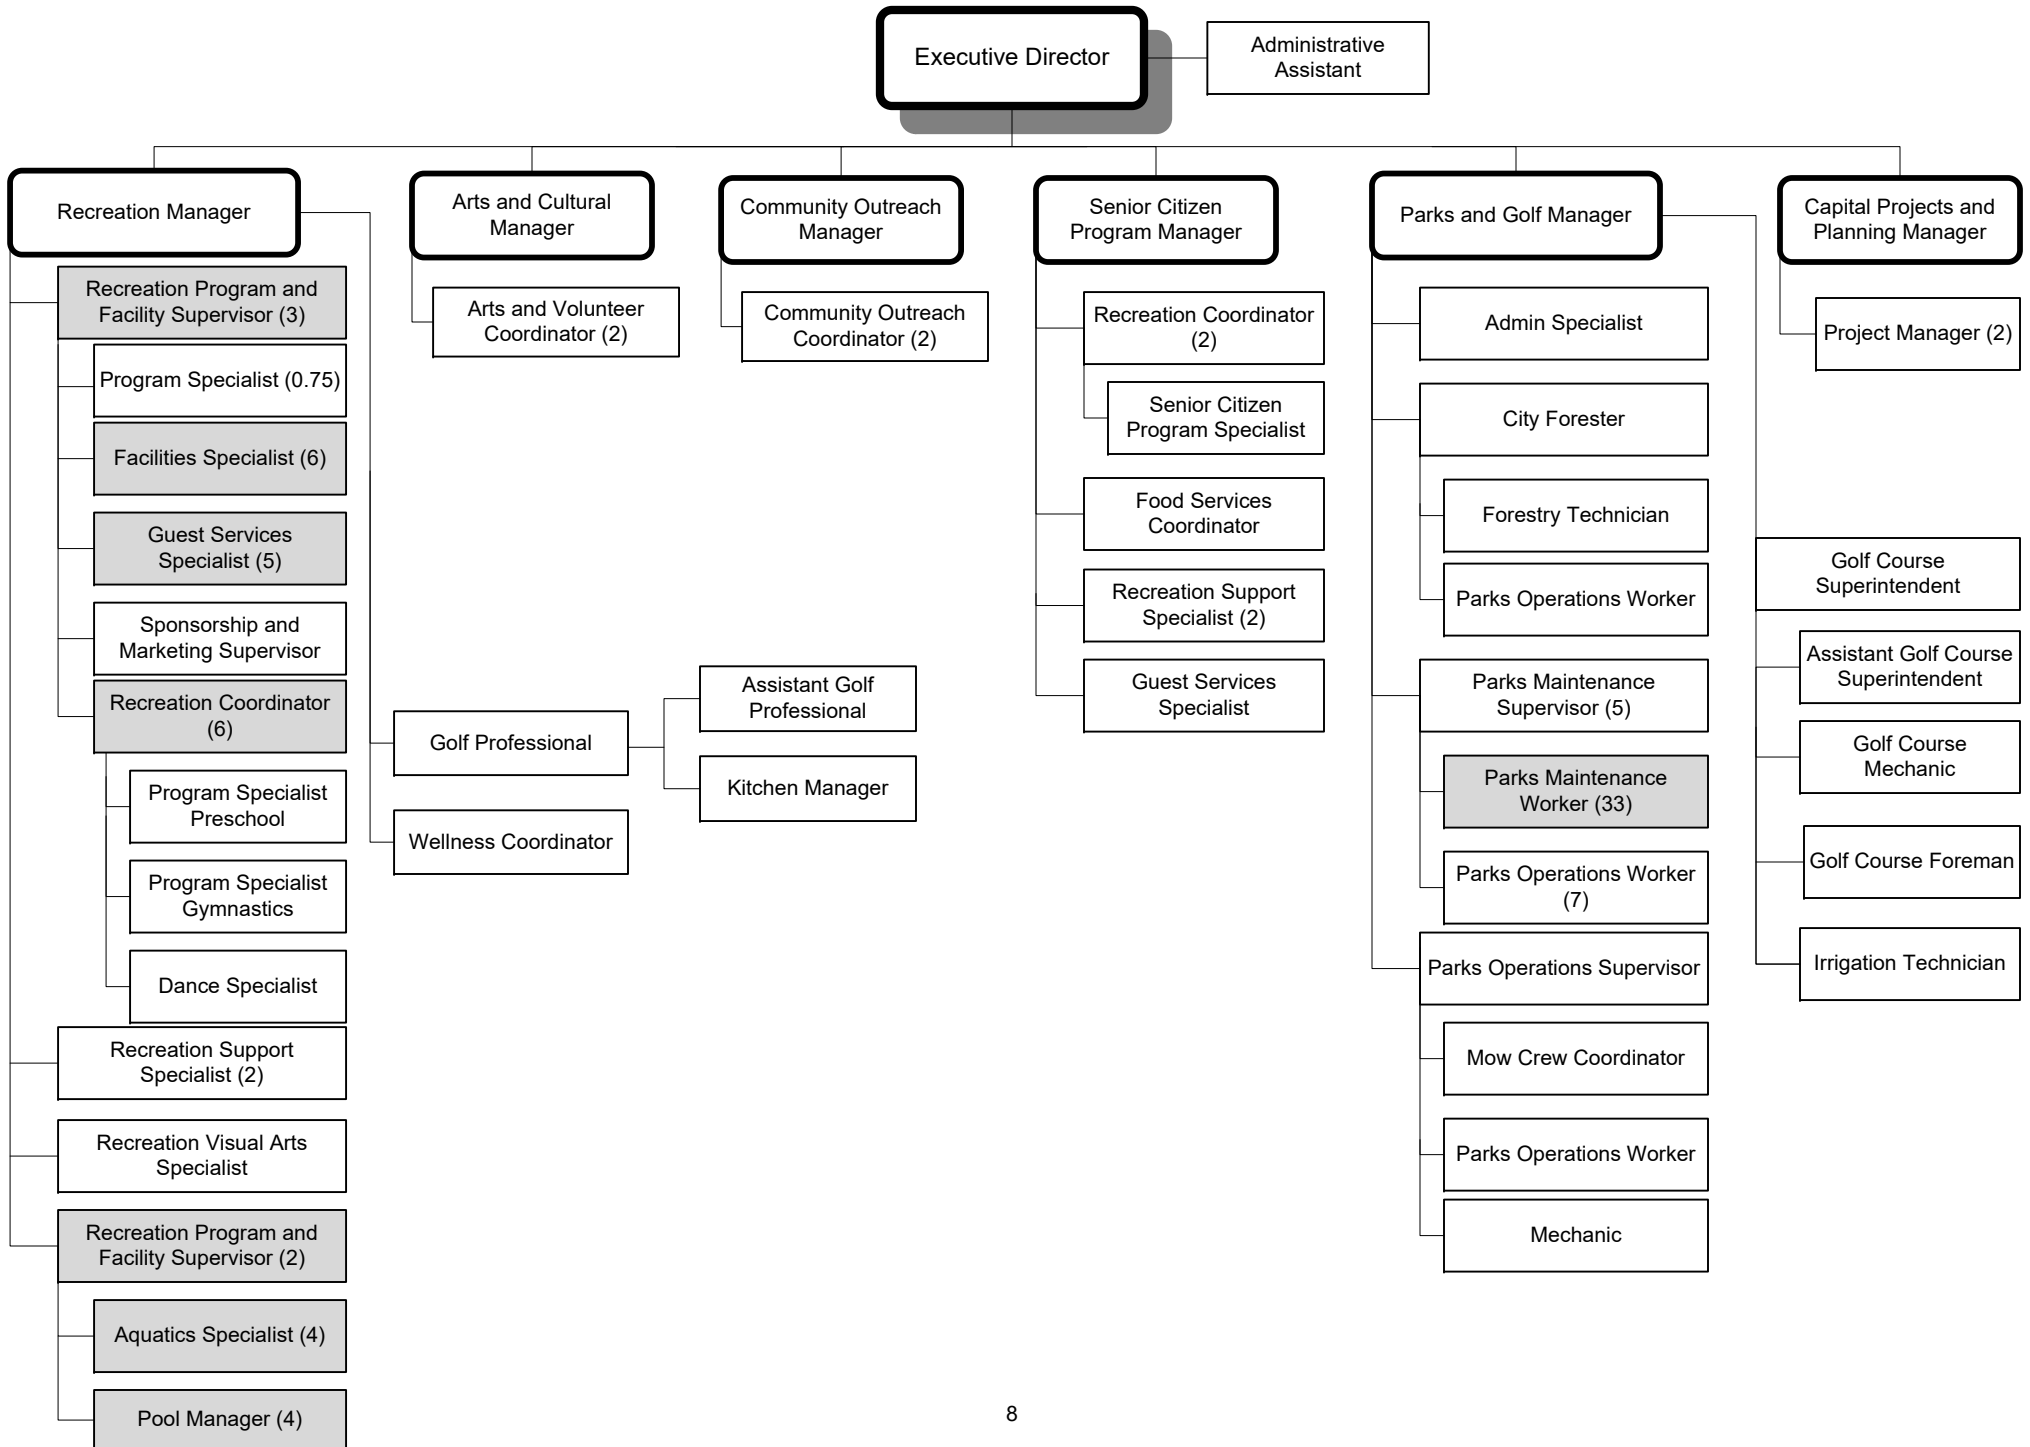 Executive Director
Administrative
Assistant
Recreation Manager
Arts and Cultural
Manager
Community Outreach
Manager
Senior Citizen
Program Manager
Parks and Golf Manager
Capital Projects and
Planning Manager
Recreation Program and
Facility Supervisor (3)
Program Specialist (0.75)
Facilities Specialist (6)
Guest Services
Specialist (5)
Sponsorship and
Marketing Supervisor
Recreation Coordinator
(6)
Program Specialist
Preschool
Program Specialist
Gymnastics
Dance Specialist
Recreation Support
Specialist (2)
Recreation Visual Arts
Specialist
Recreation Program and
Facility Supervisor (2)
Aquatics Specialist (4)
Pool Manager (4)
Golf Professional
Wellness Coordinator
Assistant Golf
Professional
Kitchen Manager
Arts and Volunteer
Coordinator (2)
Community Outreach
Coordinator (2)
Recreation Coordinator
(2)
Senior Citizen
Program Specialist
Food Services
Coordinator
Recreation Support
Specialist (2)
Guest Services
Specialist
Admin Specialist
City Forester
Forestry Technician
Parks Operations Worker
Parks Maintenance
Supervisor (5)
Parks Maintenance
Worker (33)
Parks Operations Worker
(7)
Parks Operations Supervisor
Mow Crew Coordinator
Parks Operations Worker
Mechanic
Golf Course
Superintendent
Assistant Golf Course
Superintendent
Golf Course
Mechanic
Golf Course Foreman
Irrigation Technician
Project Manager (2)
8